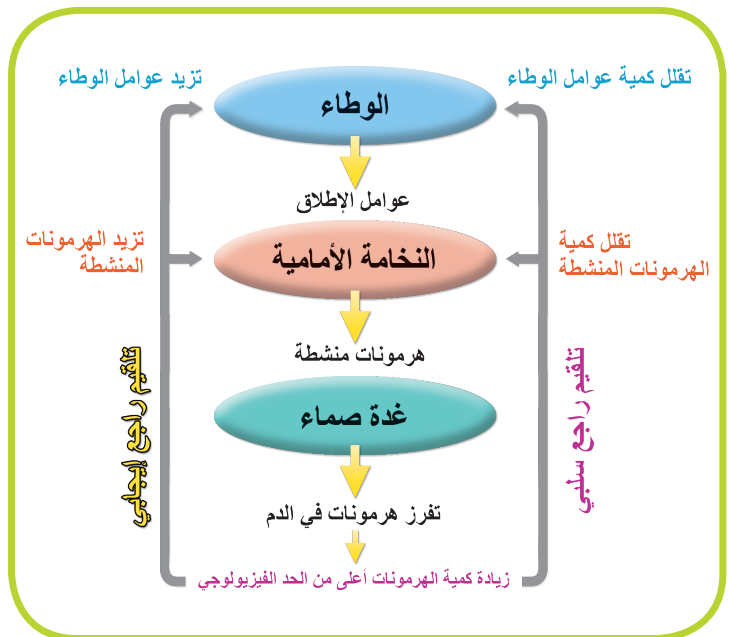 تقلل كمية عوامل الوطاء
تزيد عوامل الوطاء
الوطاء
عوامل الإطلاق
تقلل كمية
الهرمونات المنشطة
النخامة الأمامية
تزيد الهرمونات
المنشطة
هرمونات منشطة
تلقيم راجع سلبي
غدة صماء
تلقيم راجع إيجابي
تفرز هرمونات في الدم
زيادة كمية الهرمونات أعلى من الحد الفيزيولوجي